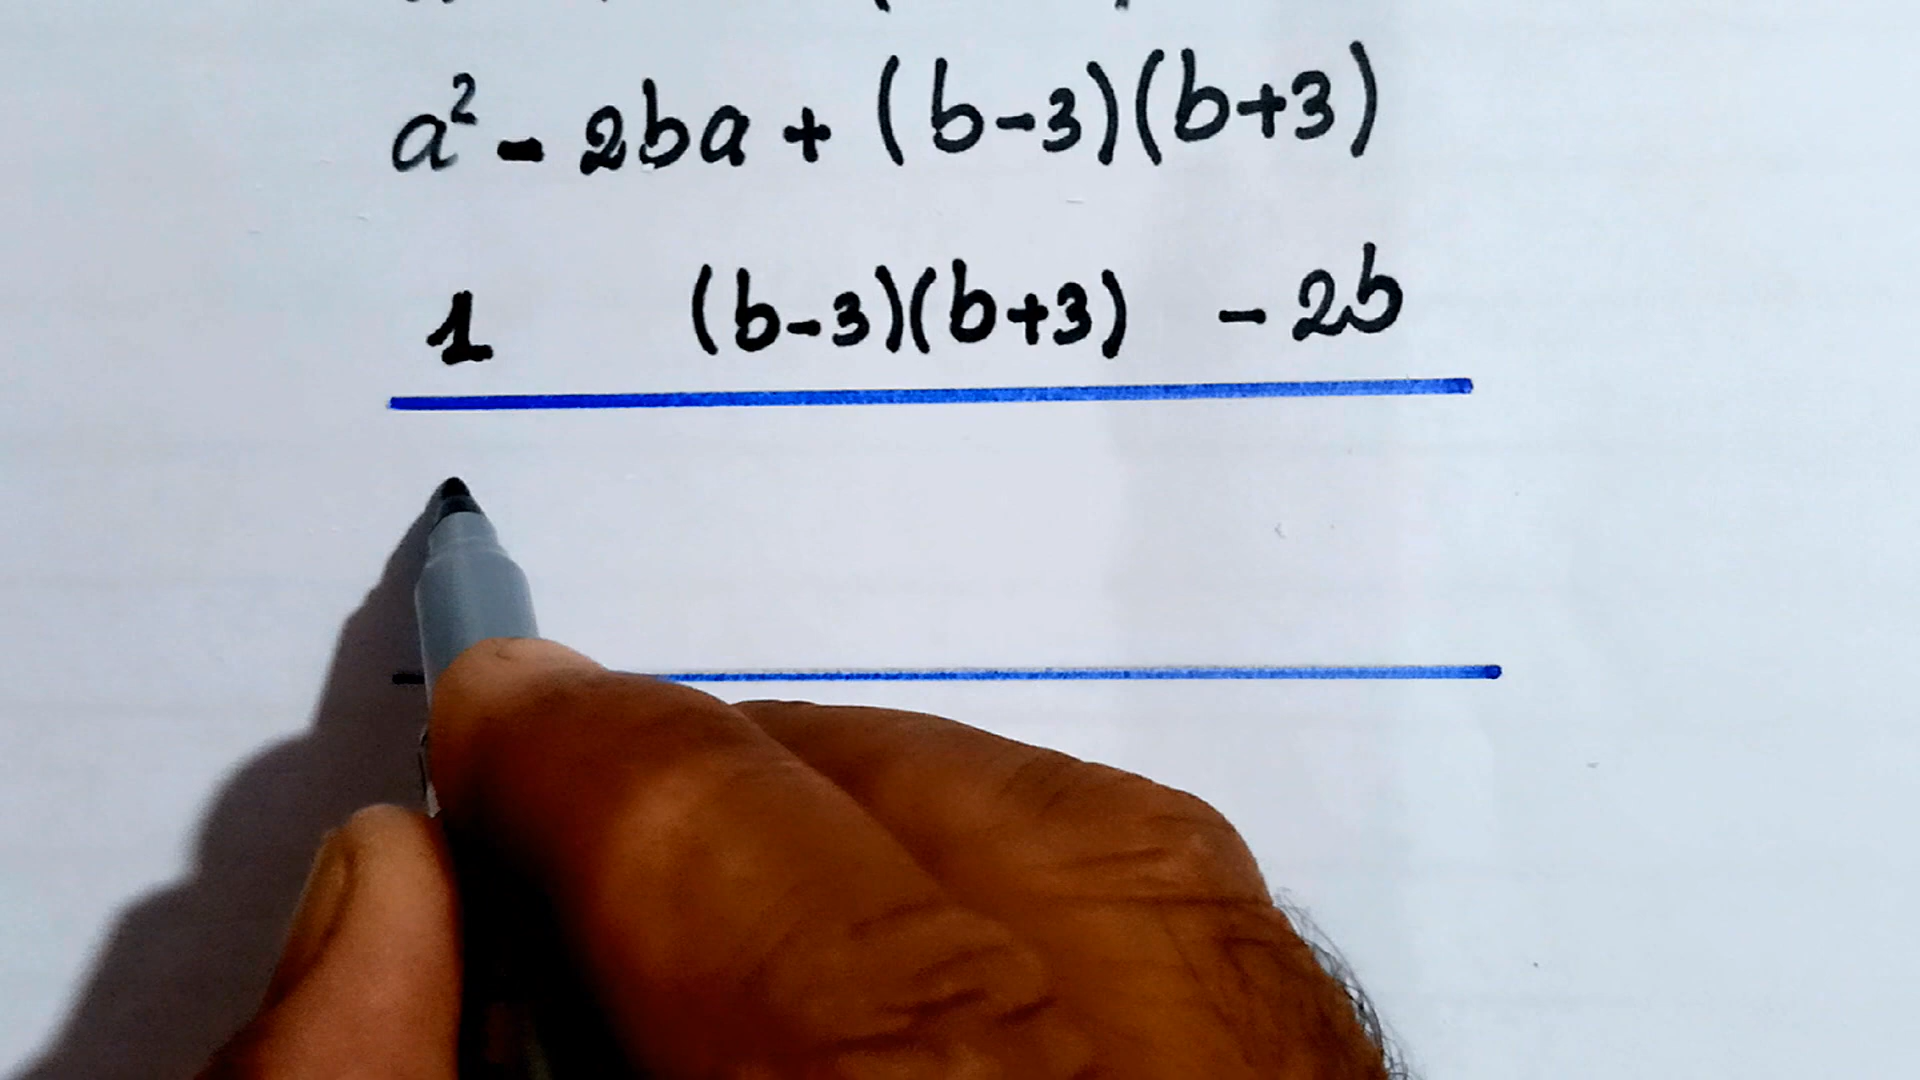 a² - 2ba + (b-3)(b+3)
1 (b-3)(b+3) - 2b